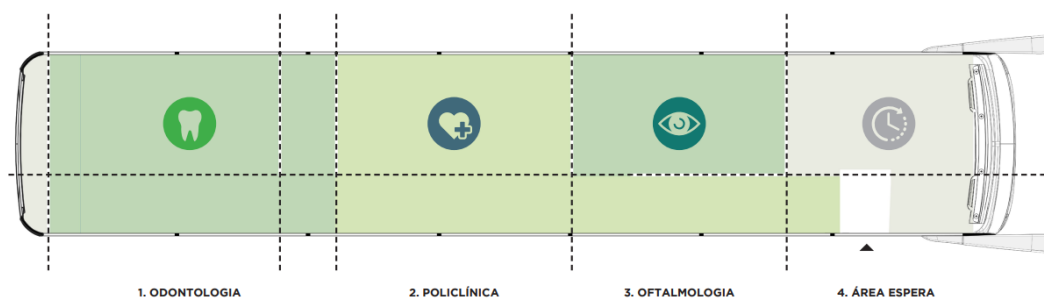 1. ODONTOLOGIA
2. POLICLÍNICA
3. OFTALMOLOGIA
4. ÁREA ESPERA